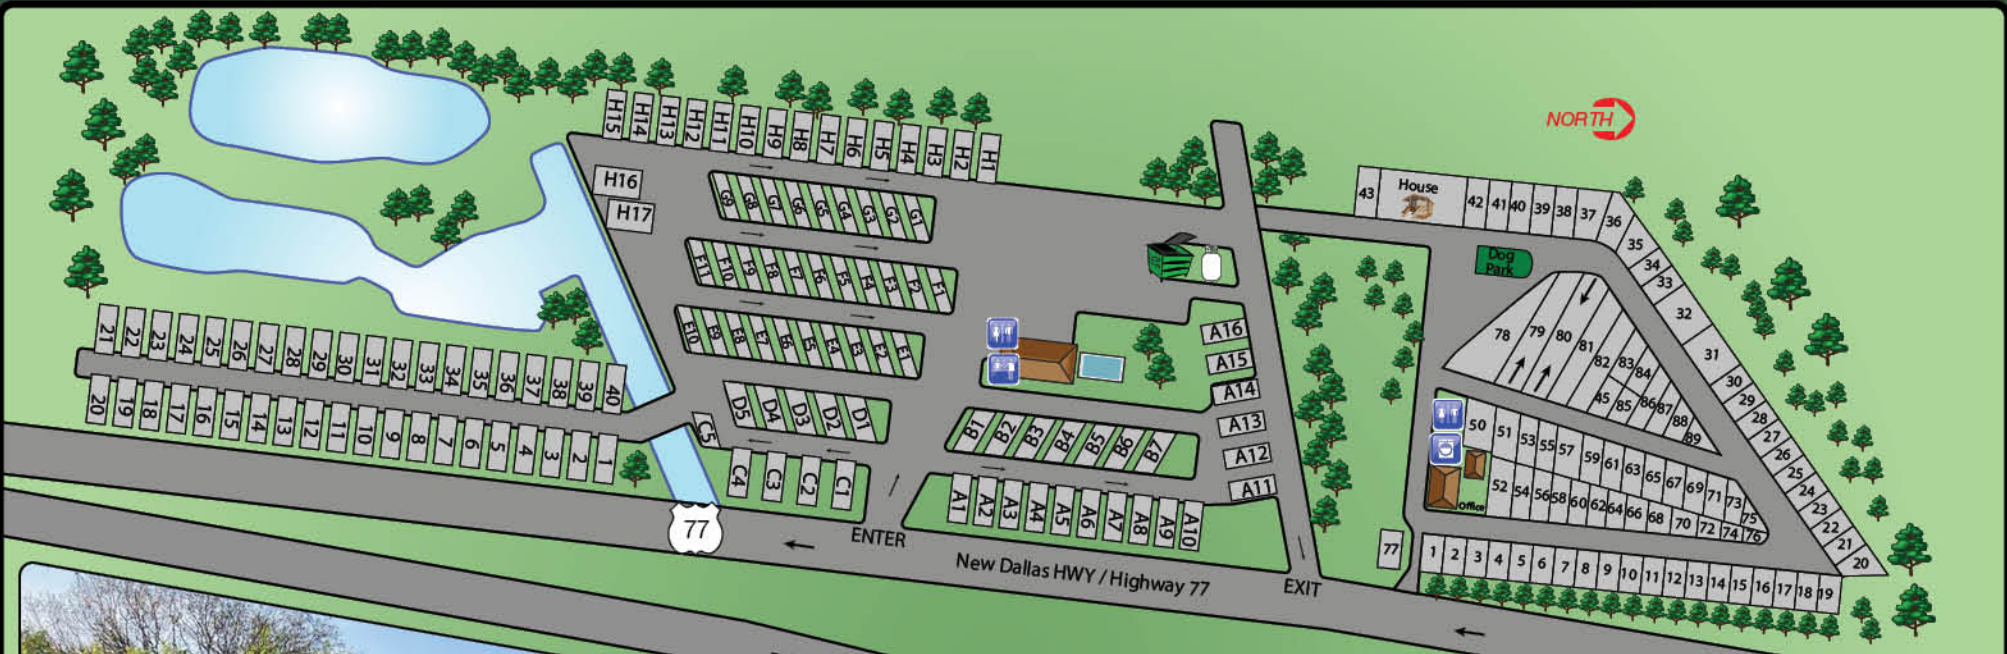 NORTH
H15 H14 H13 H12 H11 H10 H9 H8 H7 H6 H5 H4 H3 H2 H1
H16
H17
G9 G8 G7 G6 G5 G4 G3 G2 G1
F11 F10 F9 F8 F7 F6 F5 F4 F3 F2 F1
E10 E9 E8 E7 E6 E5 E4 E3 E2 E1
D5 D4 D3 D2 D1
C5
C4 C3 C2 C1
B1 B2 B3 B4 B5 B6 B7
A1 A2 A3 A4 A5 A6 A7 A8 A9 A10
A16
A15
A14
A13
A12
A11
21 22 23 24 25 26 27 28 29 30 31 32 33 34 35 36 37 38 39 40
20 19 18 17 16 15 14 13 12 11 10 9 8 7 6 5 4 3 2 1
43 House 42 41 40 39 38 37 36
35
34
33
32
31
30
29
28
27
26
25
24
23
22
21
20
Dog
Park
78 79 80 81 82 83 84
45 85 86 87 88 89
50 51 53 55 57 59 61 63 65 67 69 71 73 75
52 54 56 58 60 62 64 66 68 70 72 74 76
Office
77
1 2 3 4 5 6 7 8 9 10 11 12 13 14 15 16 17 18 19
77
ENTER
New Dallas HWY / Highway 77
EXIT